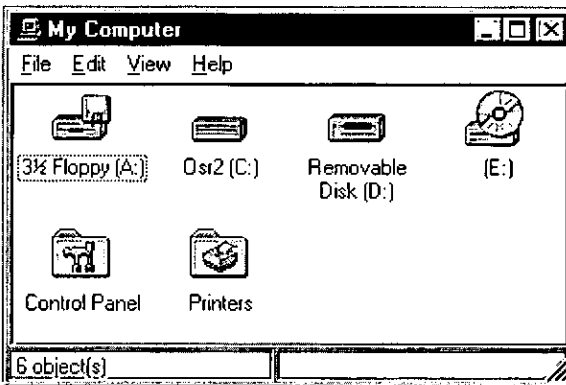 My Computer
File Edit View Help
3½ Floppy (A:) Osr2 (C:) Removable Disk (D:) (E:)
Control Panel Printers
6 object(s)